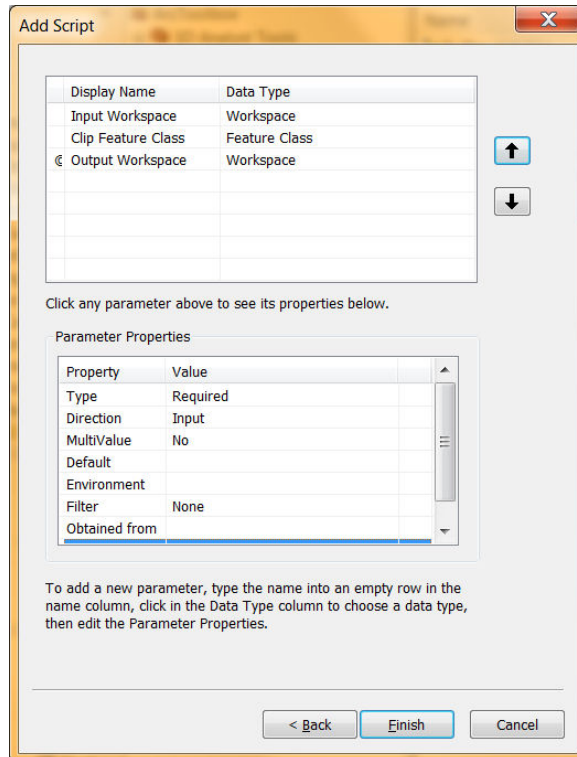 Add Script
Display Name Data Type
Input Workspace Workspace
Clip Feature Class Feature Class
Output Workspace Workspace
Click any parameter above to see its properties below.
Parameter Properties
Property Value
Type Required
Direction Input
MultiValue No
Default
Environment
Filter None
Obtained from
To add a new parameter, type the name into an empty row in the
name column, click in the Data Type column to choose a data type,
then edit the Parameter Properties.
< Back Finish Cancel